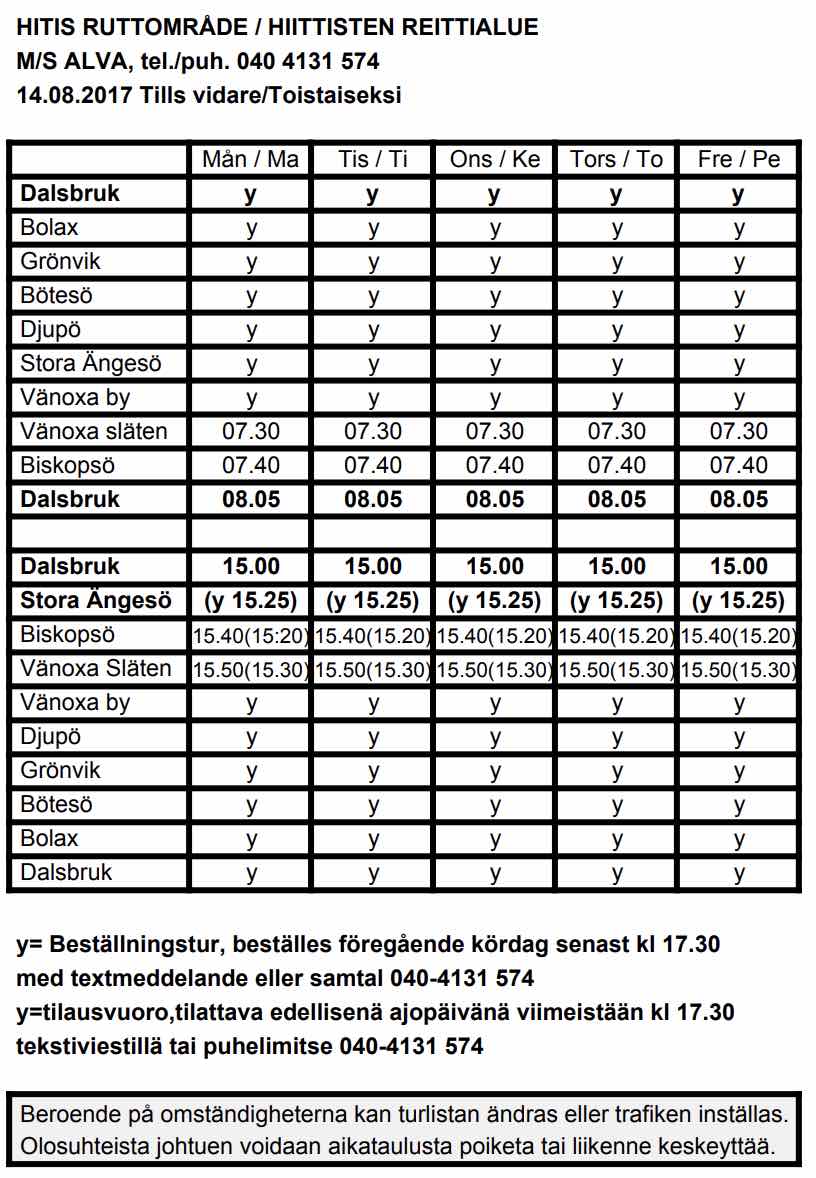 HITIS RUTTOMRÅDE / HIITTISTEN REITTIALUE
M/S ALVA, tel./puh. 040 4131 574
14.08.2017 Tills vidare/Toistaiseksi
Mån / Ma Tis / Ti Ons / Ke Tors / To Fre / Pe
Dalsbruk y y y y y
Bolax y y y y y
Grönvik y y y y y
Bötesö y y y y y
Djupö y y y y y
Stora Ängesö y y y y y
Vänoxa by y y y y y
Vänoxa släten 07.30 07.30 07.30 07.30 07.30
Biskopsö 07.40 07.40 07.40 07.40 07.40
Dalsbruk 08.05 08.05 08.05 08.05 08.05
Dalsbruk 15.00 15.00 15.00 15.00 15.00
Stora Ängesö (y 15.25) (y 15.25) (y 15.25) (y 15.25) (y 15.25)
Biskopsö 15.40(15:20) 15.40(15.20) 15.40(15.20) 15.40(15.20) 15.40(15.20)
Vänoxa Släten 15.50(15.30) 15.50(15.30) 15.50(15.30) 15.50(15.30) 15.50(15.30)
Vänoxa by y y y y y
Djupö y y y y y
Grönvik y y y y y
Bötesö y y y y y
Bolax y y y y y
Dalsbruk y y y y y
y= Beställningstur, beställes föregående kördag senast kl 17.30
med textmeddelande eller samtal 040-4131 574
y=tilausvuoro,tilattava edellisenä ajopäivänä viimeistään kl 17.30
tekstiviestillä tai puhelimitse 040-4131 574
Beroende på omständigheterna kan turlistan ändras eller trafiken inställas.
Olosuhteista johtuen voidaan aikataulusta poiketa tai liikenne keskeyttää.